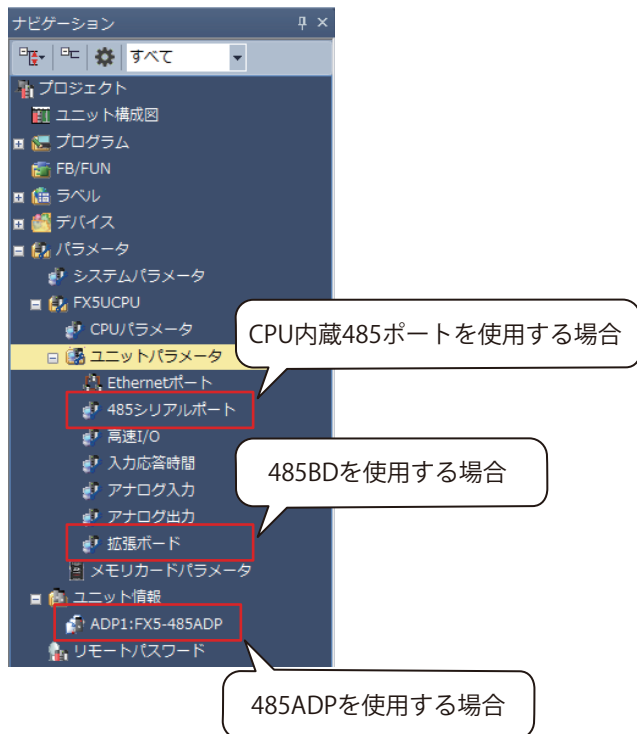 ナビゲーション
すべて
プロジェクト
ユニット構成図
プログラム
FB/FUN
ラベル
デバイス
パラメータ
システムパラメータ
FX5UCPU
CPUパラメータ
CPU内蔵485ポートを使用する場合
ユニットパラメータ
Ethernetポート
485シリアルポート
高速I/O
入力応答時間
485BDを使用する場合
アナログ入力
アナログ出力
拡張ボード
メモリカードパラメータ
ユニット情報
ADP1:FX5-485ADP
リモートパスワード
485ADPを使用する場合